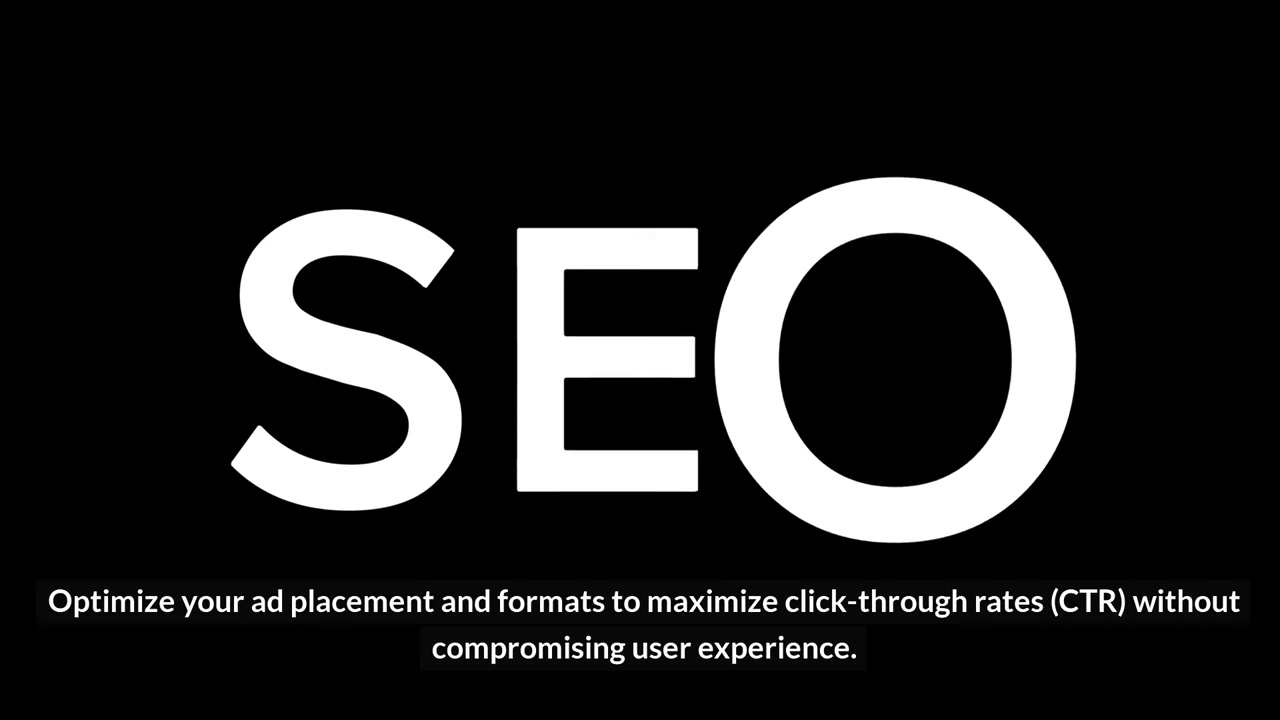 SEO
Optimize your ad placement and formats to maximize click-through rates (CTR) without
compromising user experience.